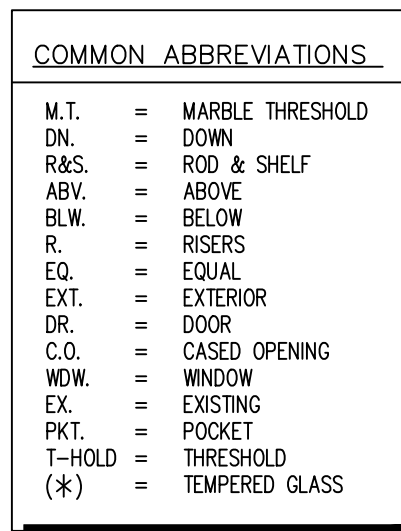 COMMON ABBREVIATIONS
M.T. = MARBLE THRESHOLD
DN. = DOWN
R&S. = ROD & SHELF
ABV. = ABOVE
BLW. = BELOW
R. = RISERS
EQ. = EQUAL
EXT. = EXTERIOR
DR. = DOOR
C.O. = CASED OPENING
WDW. = WINDOW
EX. = EXISTING
PKT. = POCKET
T-HOLD = THRESHOLD
(*) = TEMPERED GLASS